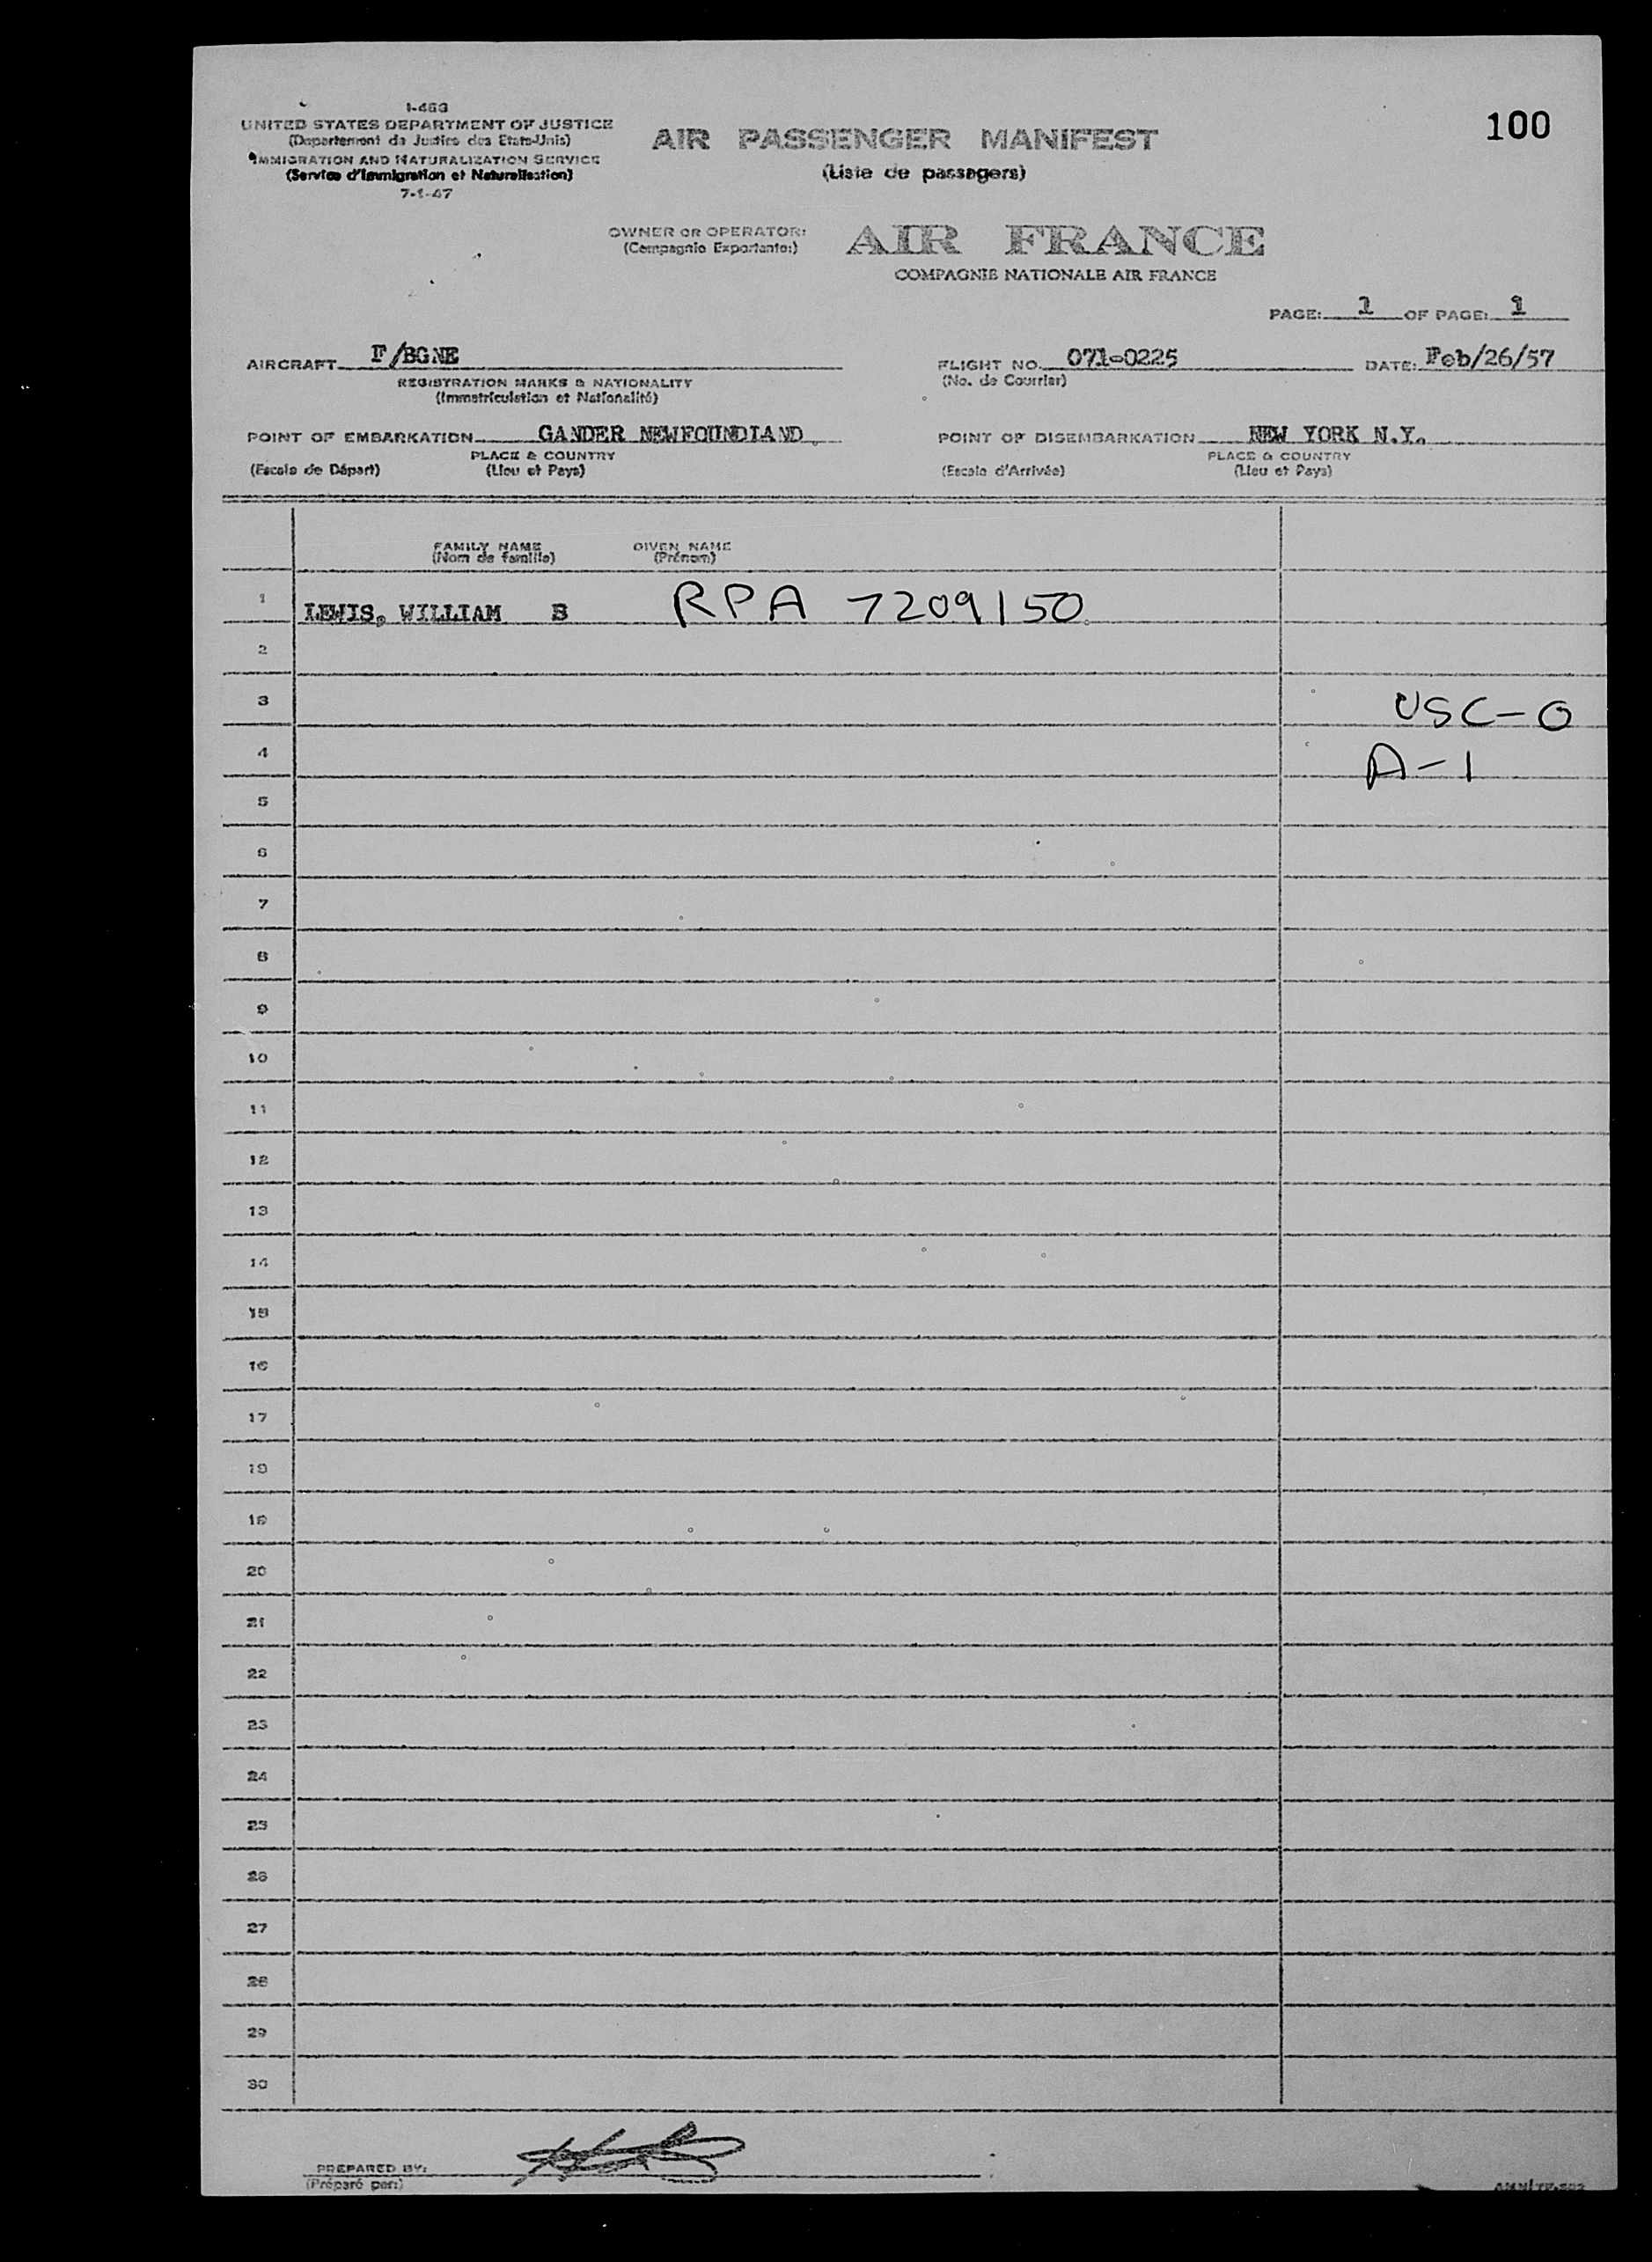 100
I-463
UNITED STATES DEPARTMENT OF JUSTICE
(Departement de Justice des Etats-Unis)
IMMIGRATION AND NATURALIZATION SERVICE
(Service d'Immigration et Naturalisation)
7-1-47
AIR PASSENGER MANIFEST
(Liste de passagers)
OWNER OR OPERATOR:
(Compagnie Exportante:)
AIR FRANCE
COMPAGNIE NATIONALE AIR FRANCE
PAGE: 1 OF PAGE: 1
AIRCRAFT F/BGNE FLIGHT NO. 071-0225 DATE: Feb/26/57
REGISTRATION MARKS & NATIONALITY (No. de Courrier)
(Immatriculation et Nationalité)
POINT OF EMBARKATION GANDER NEWFOUNDLAND POINT OF DISEMBARKATION NEW YORK N.Y.
PLACE & COUNTRY PLACE & COUNTRY
(Escale de Départ) (Lieu et Pays) (Escale d'Arrivée) (Lieu et Pays)
FAMILY NAME GIVEN NAME
(Nom de famille) (Prénom)
1 LEWIS, WILLIAM B RPA 7209150
2
3 USC-0
4 A-1
5
6
7
8
9
10
11
12
13
14
15
16
17
18
19
20
21
22
23
24
25
26
27
28
29
30
PREPARED BY:
(Préparé par:)